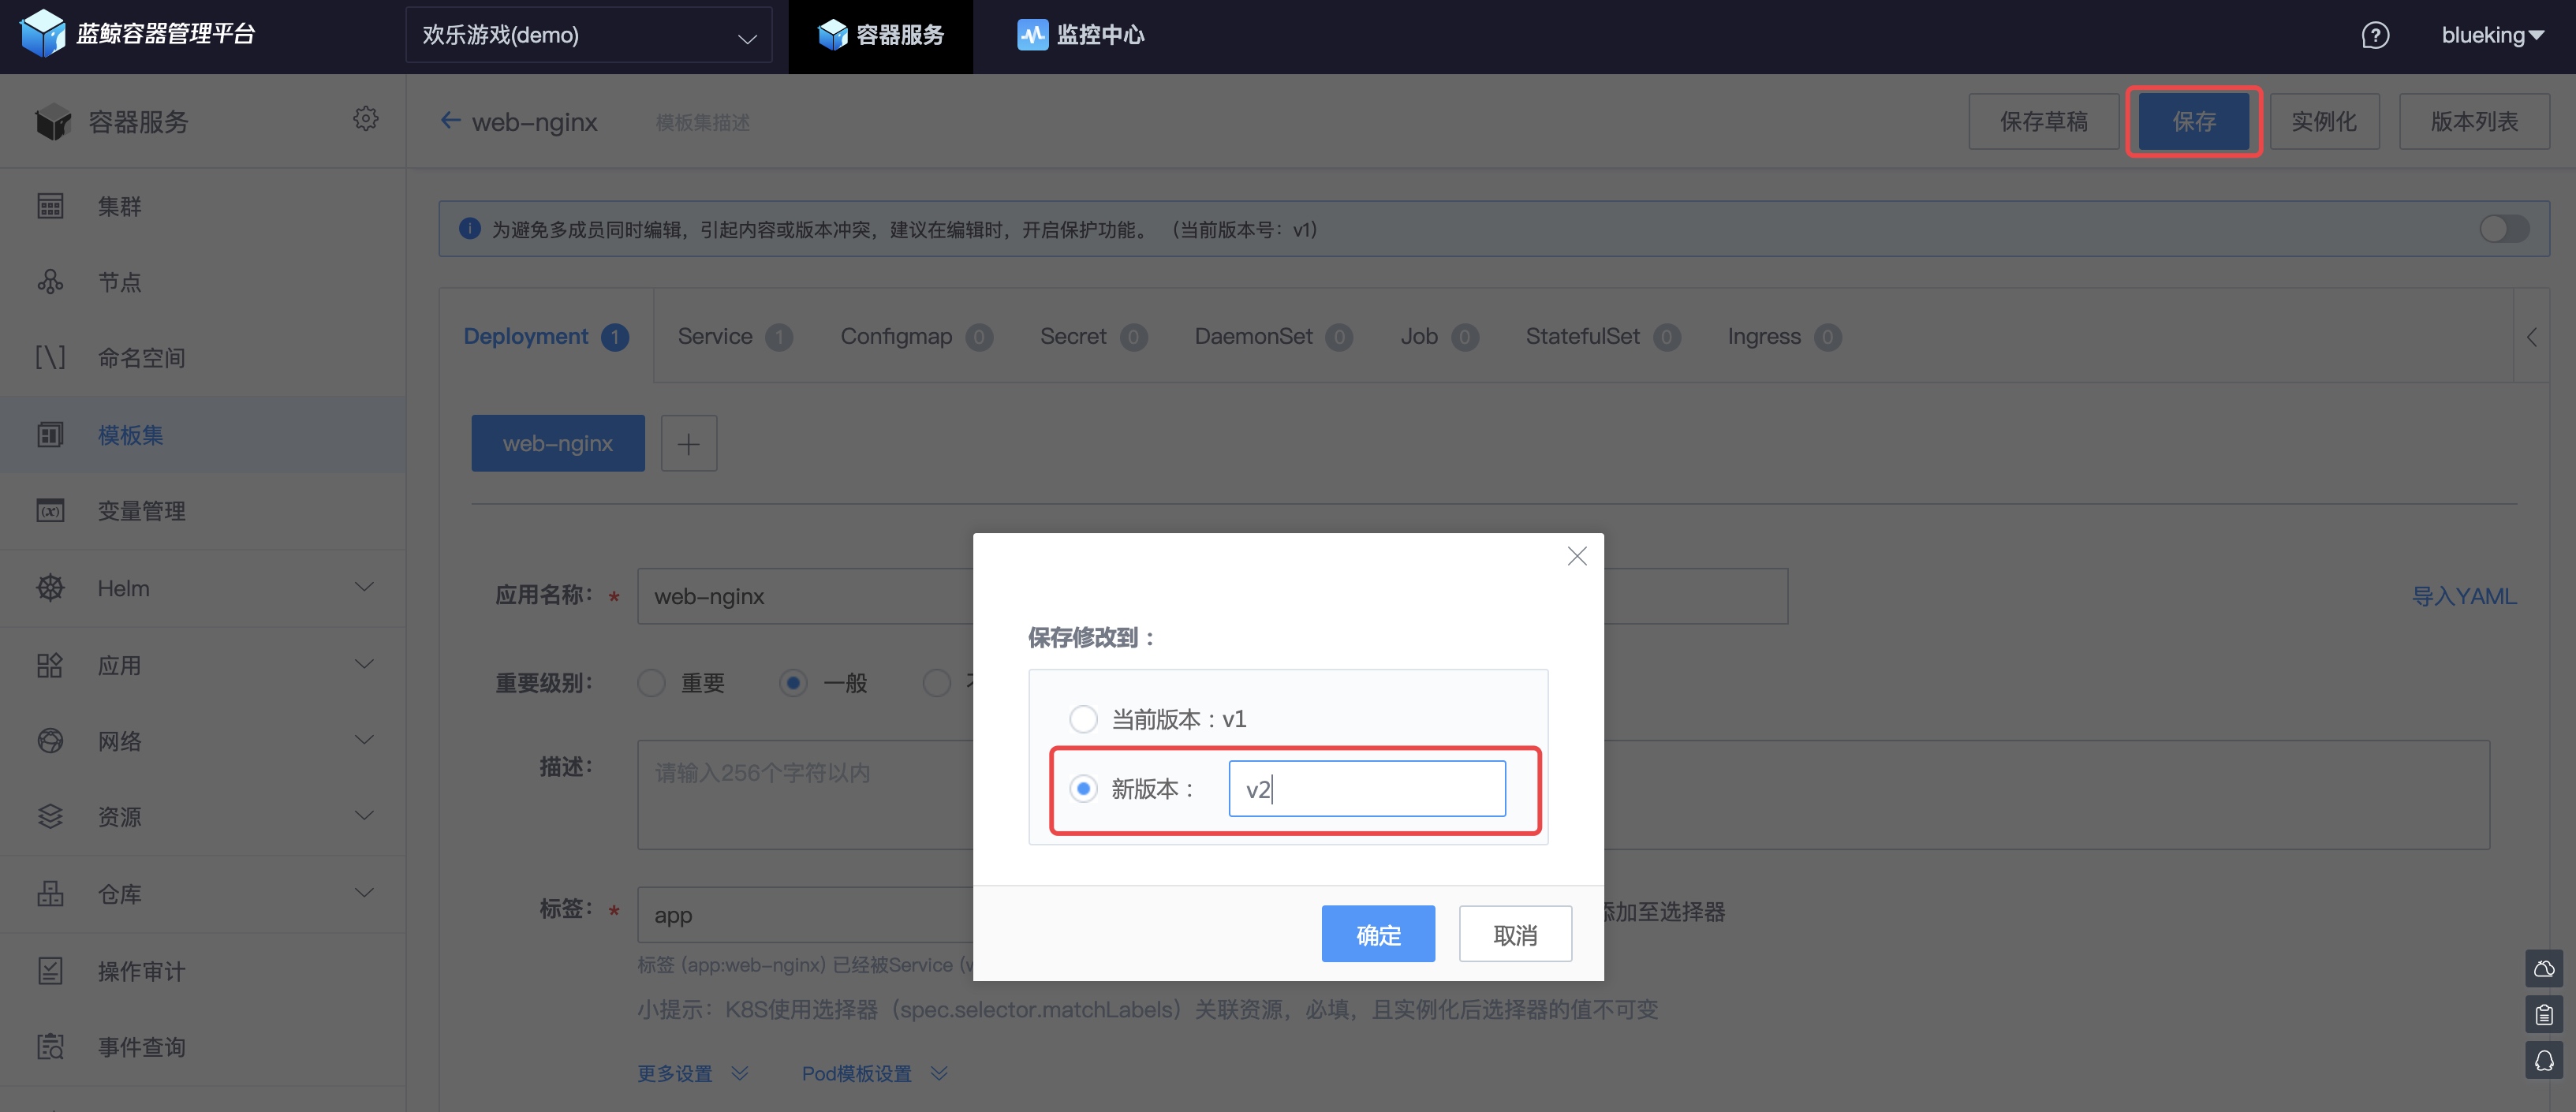 蓝鲸容器管理平台
欢乐游戏(demo)
容器服务
监控中心
blueking
容器服务
web-nginx
模板集描述
保存草稿
保存
实例化
版本列表
集群
节点
命名空间
模板集
变量管理
Helm
应用
网络
资源
仓库
操作审计
事件查询
为避免多成员同时编辑，引起内容或版本冲突，建议在编辑时，开启保护功能。 （当前版本号：v1）
Deployment 1
Service 1
Configmap 0
Secret 0
DaemonSet 0
Job 0
StatefulSet 0
Ingress 0
web-nginx
应用名称： * web-nginx
导入YAML
重要级别： 重要 一般
描述： 请输入256个字符以内
标签： * app
添加至选择器
标签 (app:web-nginx) 已经被Service
小提示：K8S使用选择器（spec.selector.matchLabels）关联资源，必填，且实例化后选择器的值不可变
更多设置
Pod模板设置
保存修改到：
当前版本：v1
新版本： v2
确定
取消